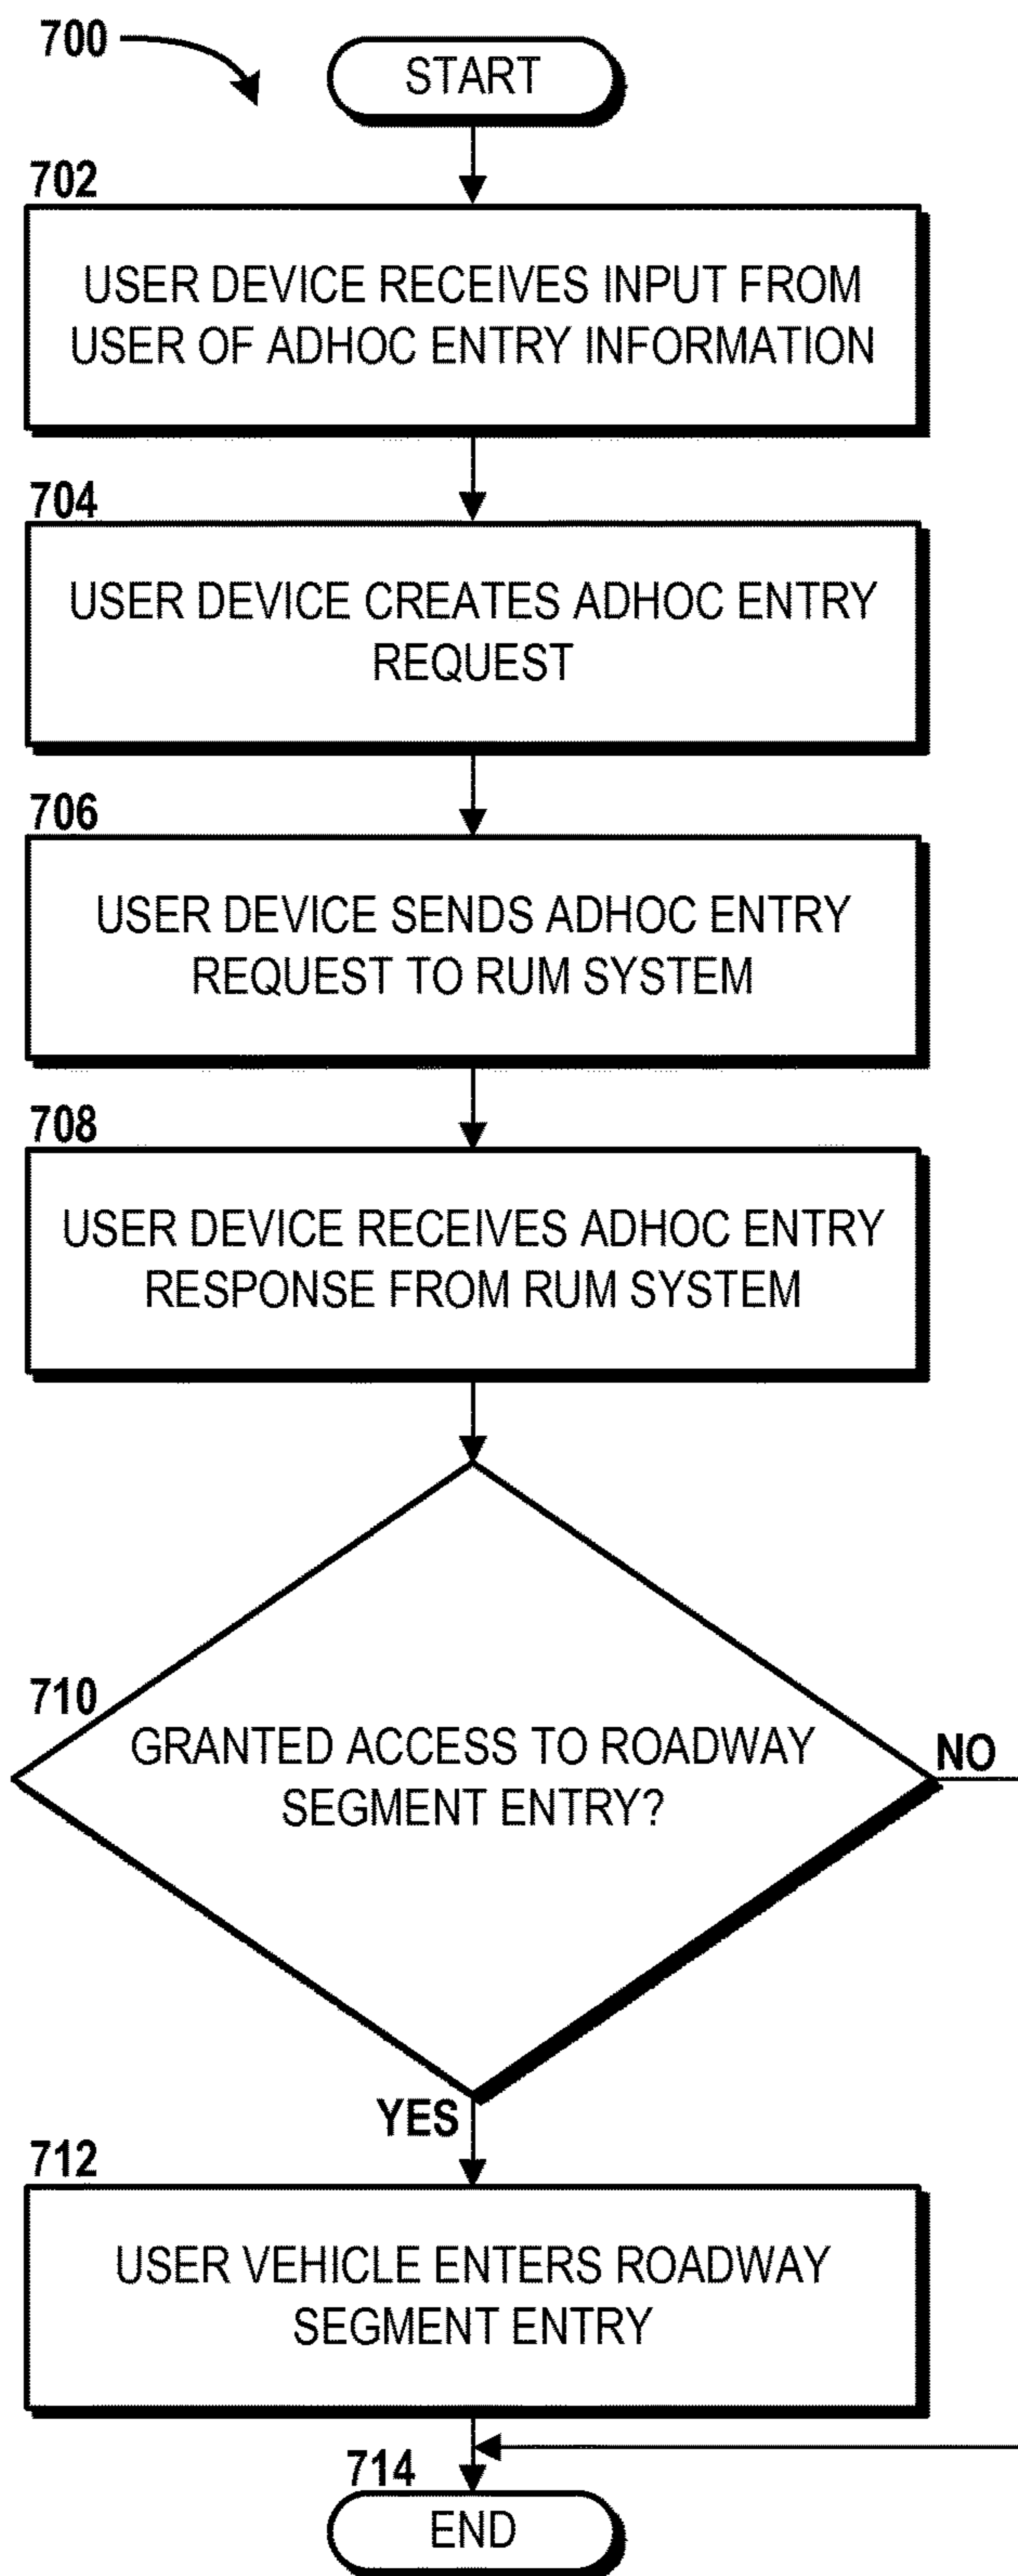 700
START
702
USER DEVICE RECEIVES INPUT FROM
USER OF ADHOC ENTRY INFORMATION
704
USER DEVICE CREATES ADHOC ENTRY
REQUEST
706
USER DEVICE SENDS ADHOC ENTRY
REQUEST TO RUM SYSTEM
708
USER DEVICE RECEIVES ADHOC ENTRY
RESPONSE FROM RUM SYSTEM
710
GRANTED ACCESS TO ROADWAY
SEGMENT ENTRY?
NO
YES
712
USER VEHICLE ENTERS ROADWAY
SEGMENT ENTRY
714
END